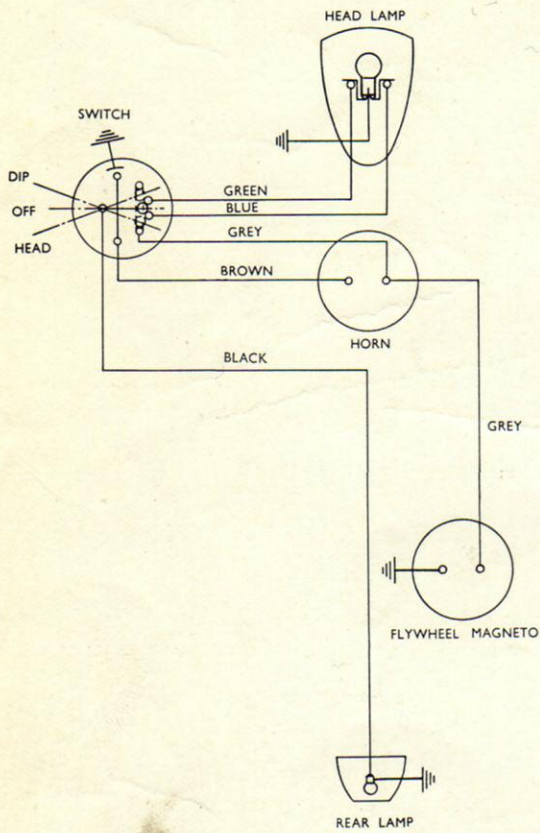 HEAD LAMP
SWITCH
DIP
OFF
HEAD
GREEN
BLUE
GREY
BROWN
HORN
BLACK
GREY
FLYWHEEL MAGNETO
REAR LAMP